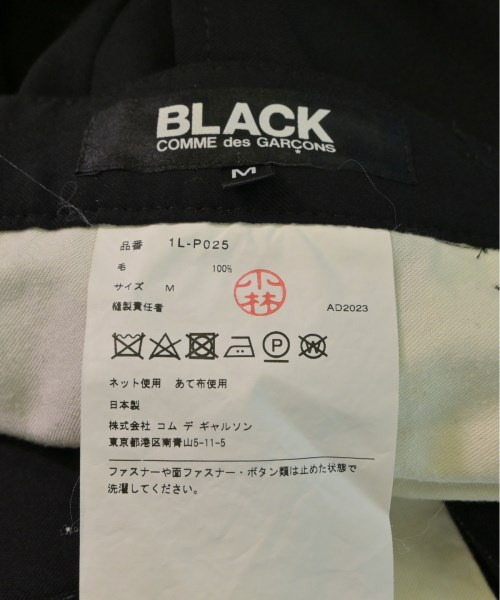 BLACK
COMME des GARÇONS
M
品番 1L-P025
毛 100%
サイズ M
小林
縫製責任者 AD2023
P W
ネット使用 あて布使用
日本製
株式会社 コム デ ギャルソン
東京都港区南青山5-11-5
ファスナーや面ファスナー・ボタン類は止めた状態で
洗濯してください。